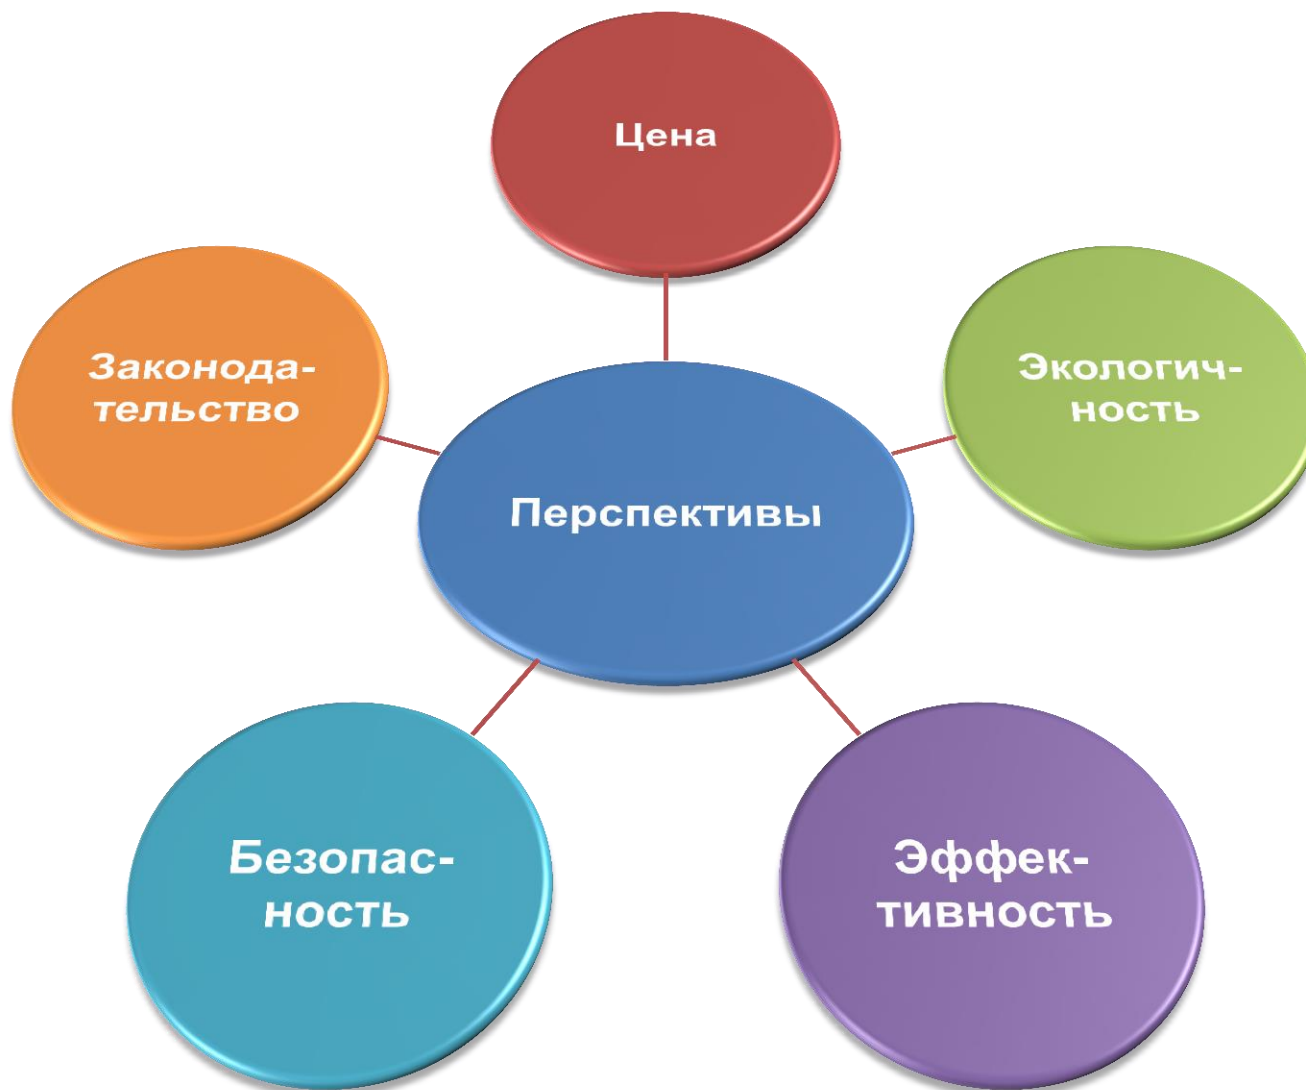 Цена
Законода-
тельство
Экологич-
ность
Перспективы
Безопас-
ность
Эффек-
тивность